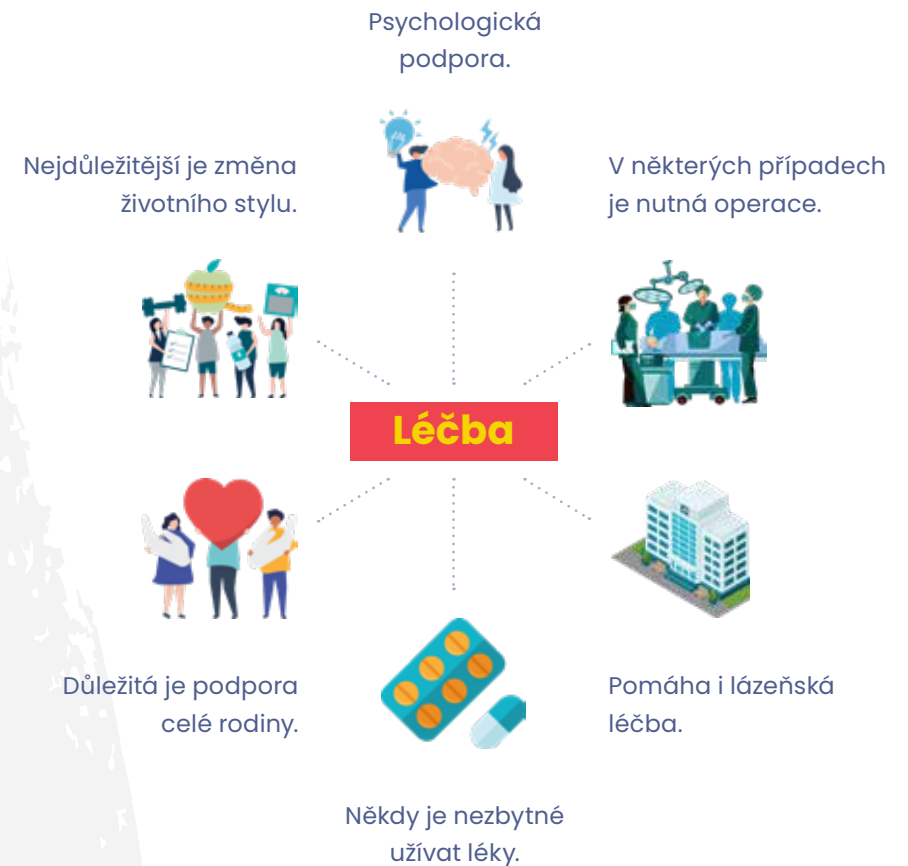 Psychologická
podpora.
Nejdůležitější je změna
životního stylu.
V některých případech
je nutná operace.
Léčba
Důležitá je podpora
celé rodiny.
Pomáha i lázeňská
léčba.
Někdy je nezbytné
užívat léky.